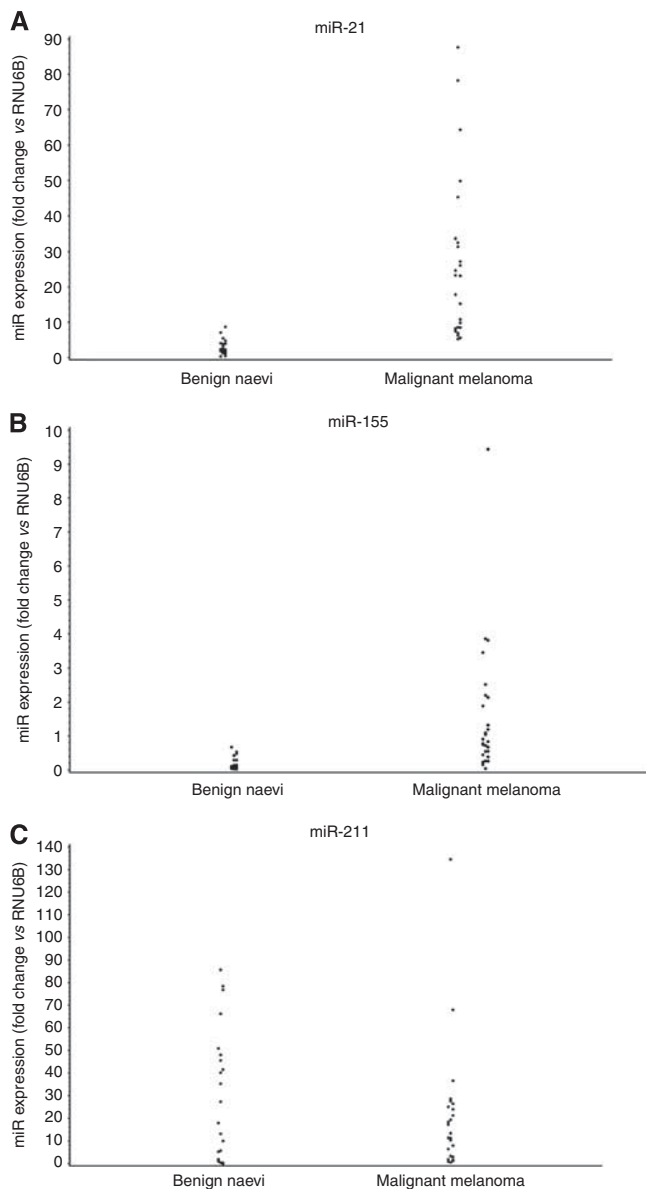 A
miR-21
miR expression (fold change vs RNU6B)
90
80
70
60
50
40
30
20
10
0
Benign naevi
Malignant melanoma
B
miR-155
miR expression (fold change vs RNU6B)
10
9
8
7
6
5
4
3
2
1
0
Benign naevi
Malignant melanoma
C
miR-211
miR expression (fold change vs RNU6B)
140
130
120
110
100
90
80
70
60
50
40
30
20
10
0
Benign naevi
Malignant melanoma